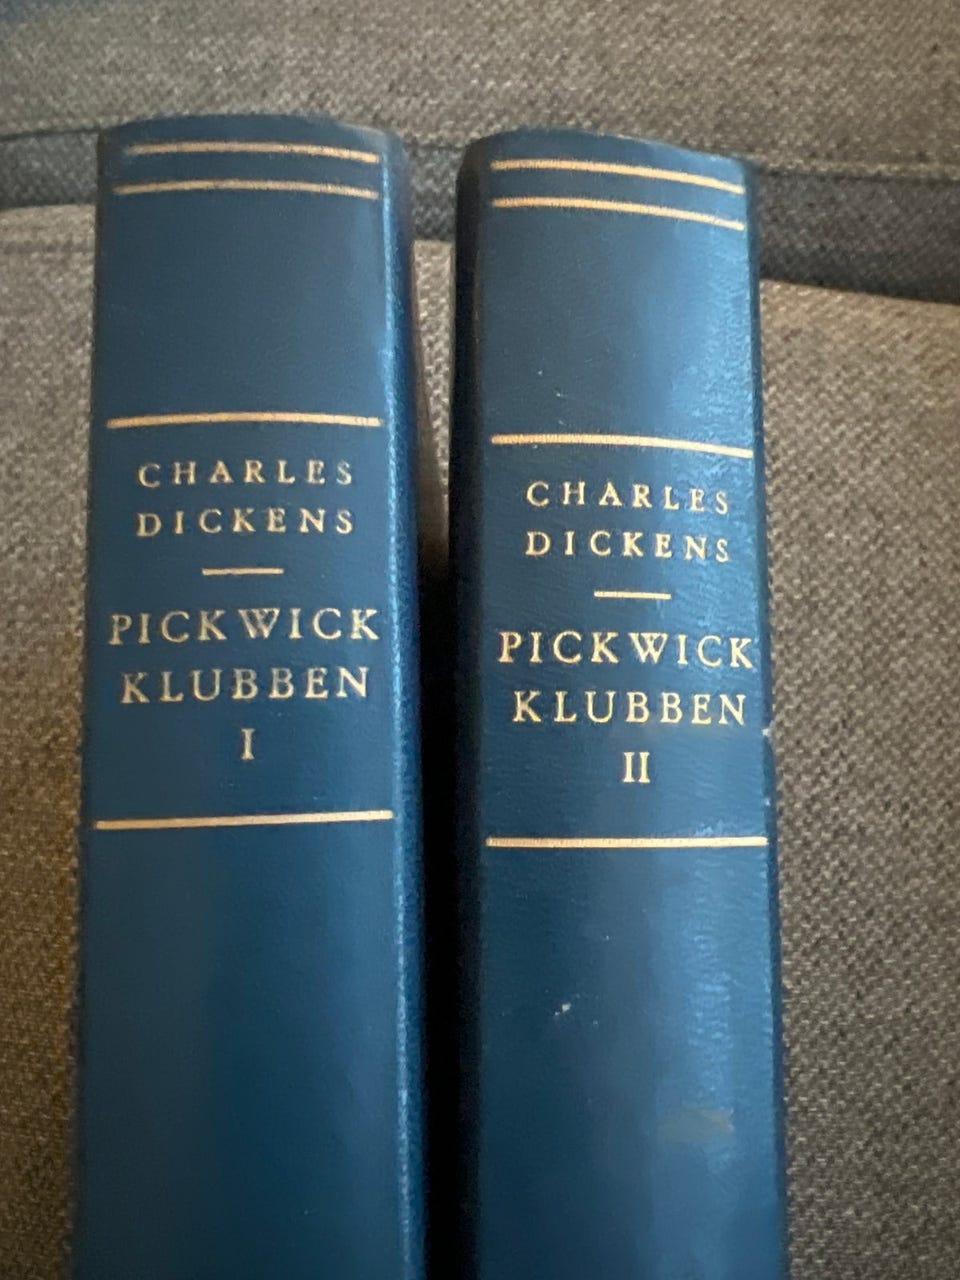 CHARLES
DICKENS
PICKWICK
KLUBBEN
I
CHARLES
DICKENS
PICKWICK
KLUBBEN
II